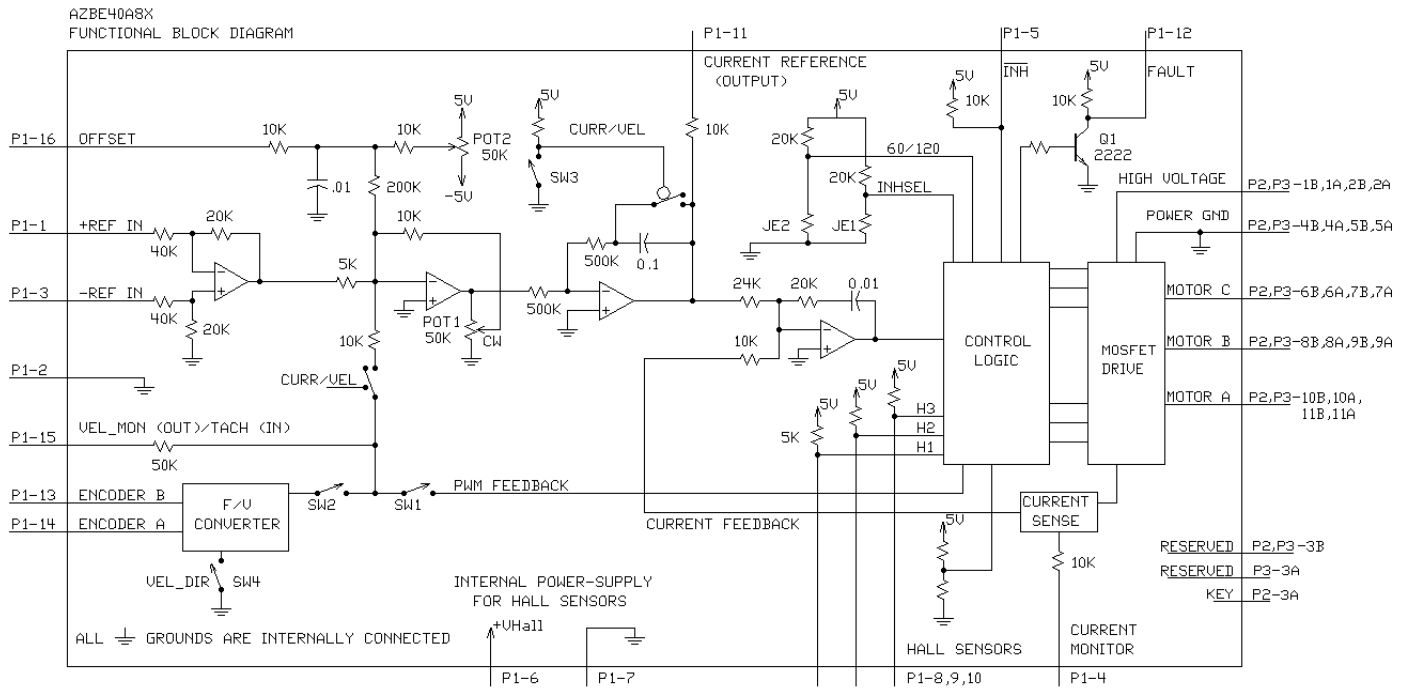 AZBE40A8X
FUNCTIONAL BLOCK DIAGRAM
P1-11
P1-5
P1-12
CURRENT REFERENCE
(OUTPUT)
INH
FAULT
5V
10K
5V
10K
Q1
2222
5V
5V
CURR/VEL
10K
5V
20K
60/120
20K
INHSEL
JE2
JE1
P1-16
OFFSET
10K
10K
POT2
50K
-5V
SW3
.01
200K
HIGH VOLTAGE
P2,P3-1B,1A,2B,2A
POWER GND
P2,P3-4B,4A,5B,5A
P1-1
+REF IN
20K
40K
10K
500K
0.1
5K
P1-3
-REF IN
40K
20K
500K
POT1
50K
CW
24K
20K
0.01
10K
CONTROL
LOGIC
MOSFET
DRIVE
MOTOR C
P2,P3-6B,6A,7B,7A
MOTOR B
P2,P3-8B,8A,9B,9A
MOTOR A
P2,P3-10B,10A,
11B,11A
10K
P1-2
CURR/VEL
5V
5V
5V
5K
H3
H2
H1
P1-15
VEL_MON (OUT)/TACH (IN)
50K
P1-13
ENCODER B
P1-14
ENCODER A
F/V
CONVERTER
SW2
SW1
PWM FEEDBACK
CURRENT FEEDBACK
CURRENT
SENSE
5V
10K
VEL_DIR
SW4
RESERVED
P2,P3-3B
RESERVED
P3-3A
KEY
P2-3A
INTERNAL POWER-SUPPLY
FOR HALL SENSORS
+VHall
ALL GROUNDS ARE INTERNALLY CONNECTED
HALL SENSORS
CURRENT
MONITOR
P1-6
P1-7
P1-8,9,10
P1-4